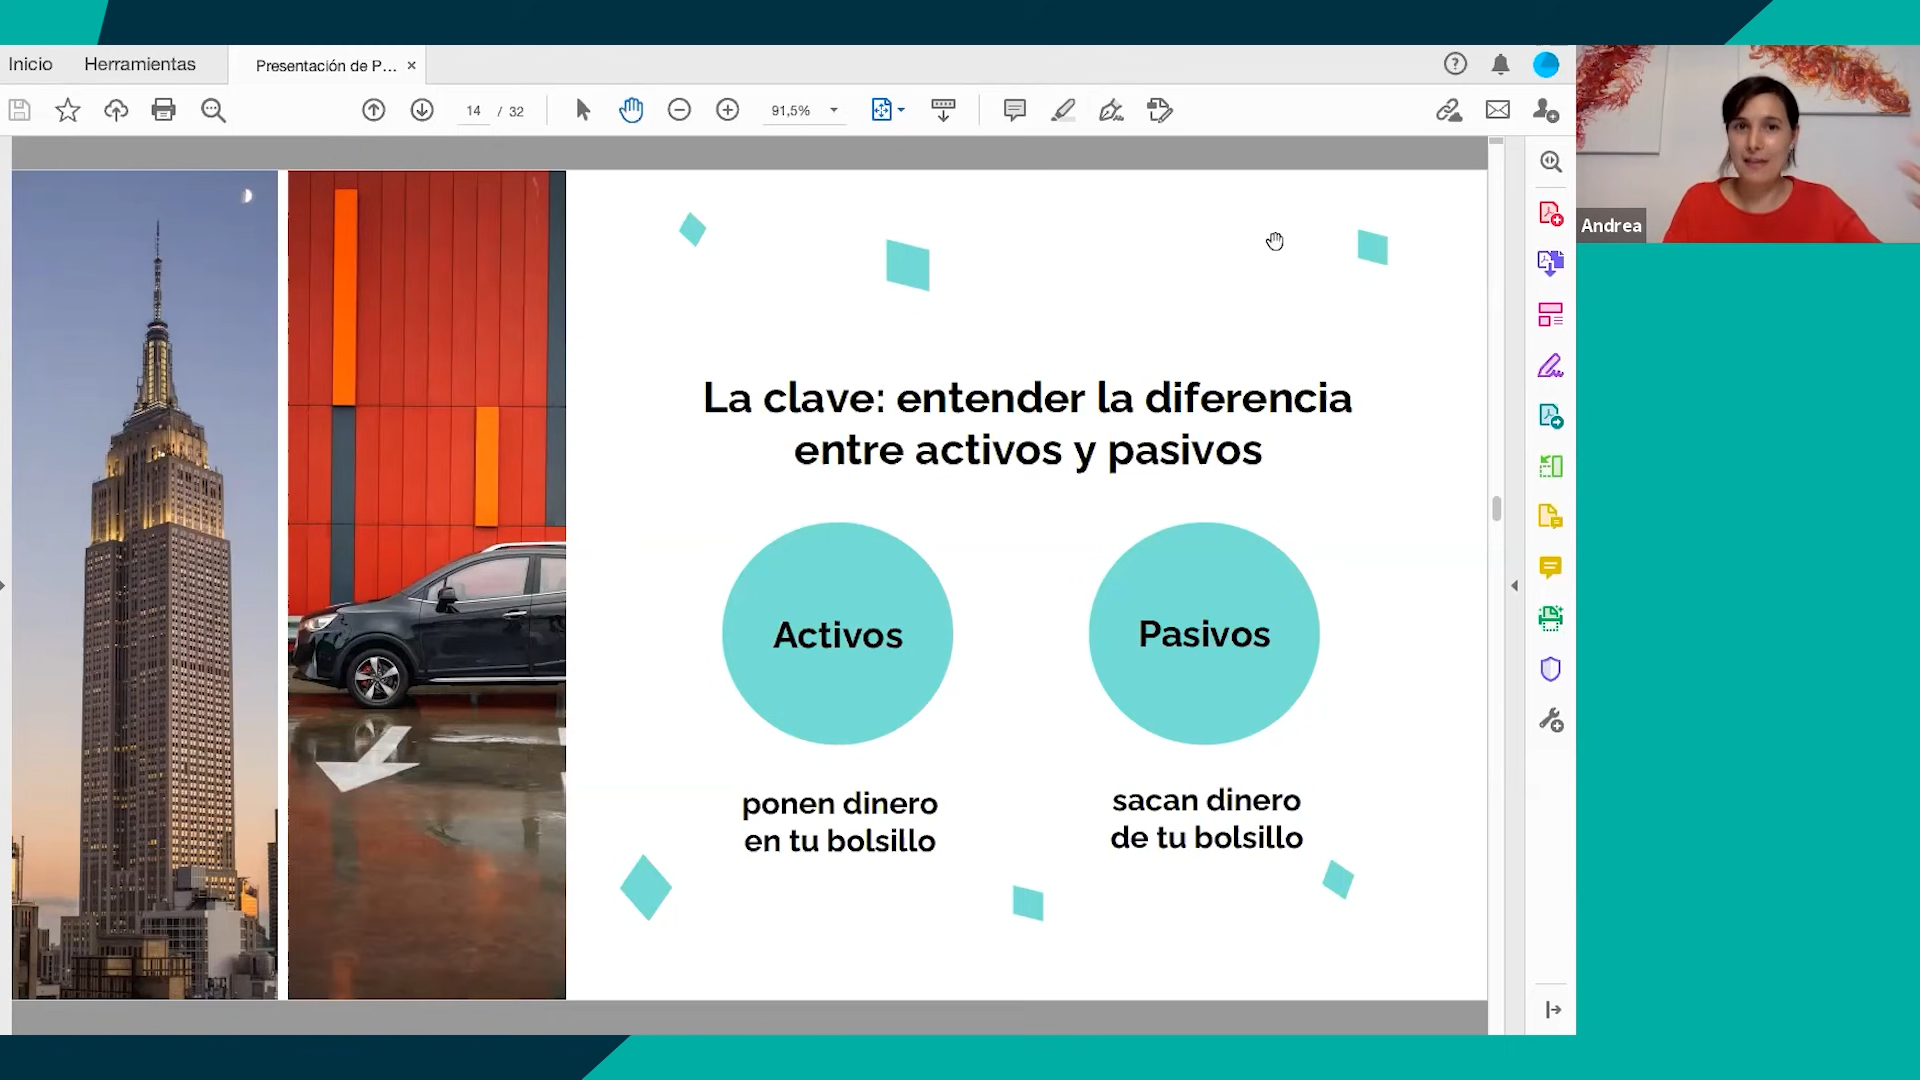 Inicio
Herramientas
Presentación de P... ×
14 / 32
91,5%
La clave: entender la diferencia
entre activos y pasivos
Activos
Pasivos
ponen dinero
en tu bolsillo
sacan dinero
de tu bolsillo
Andrea